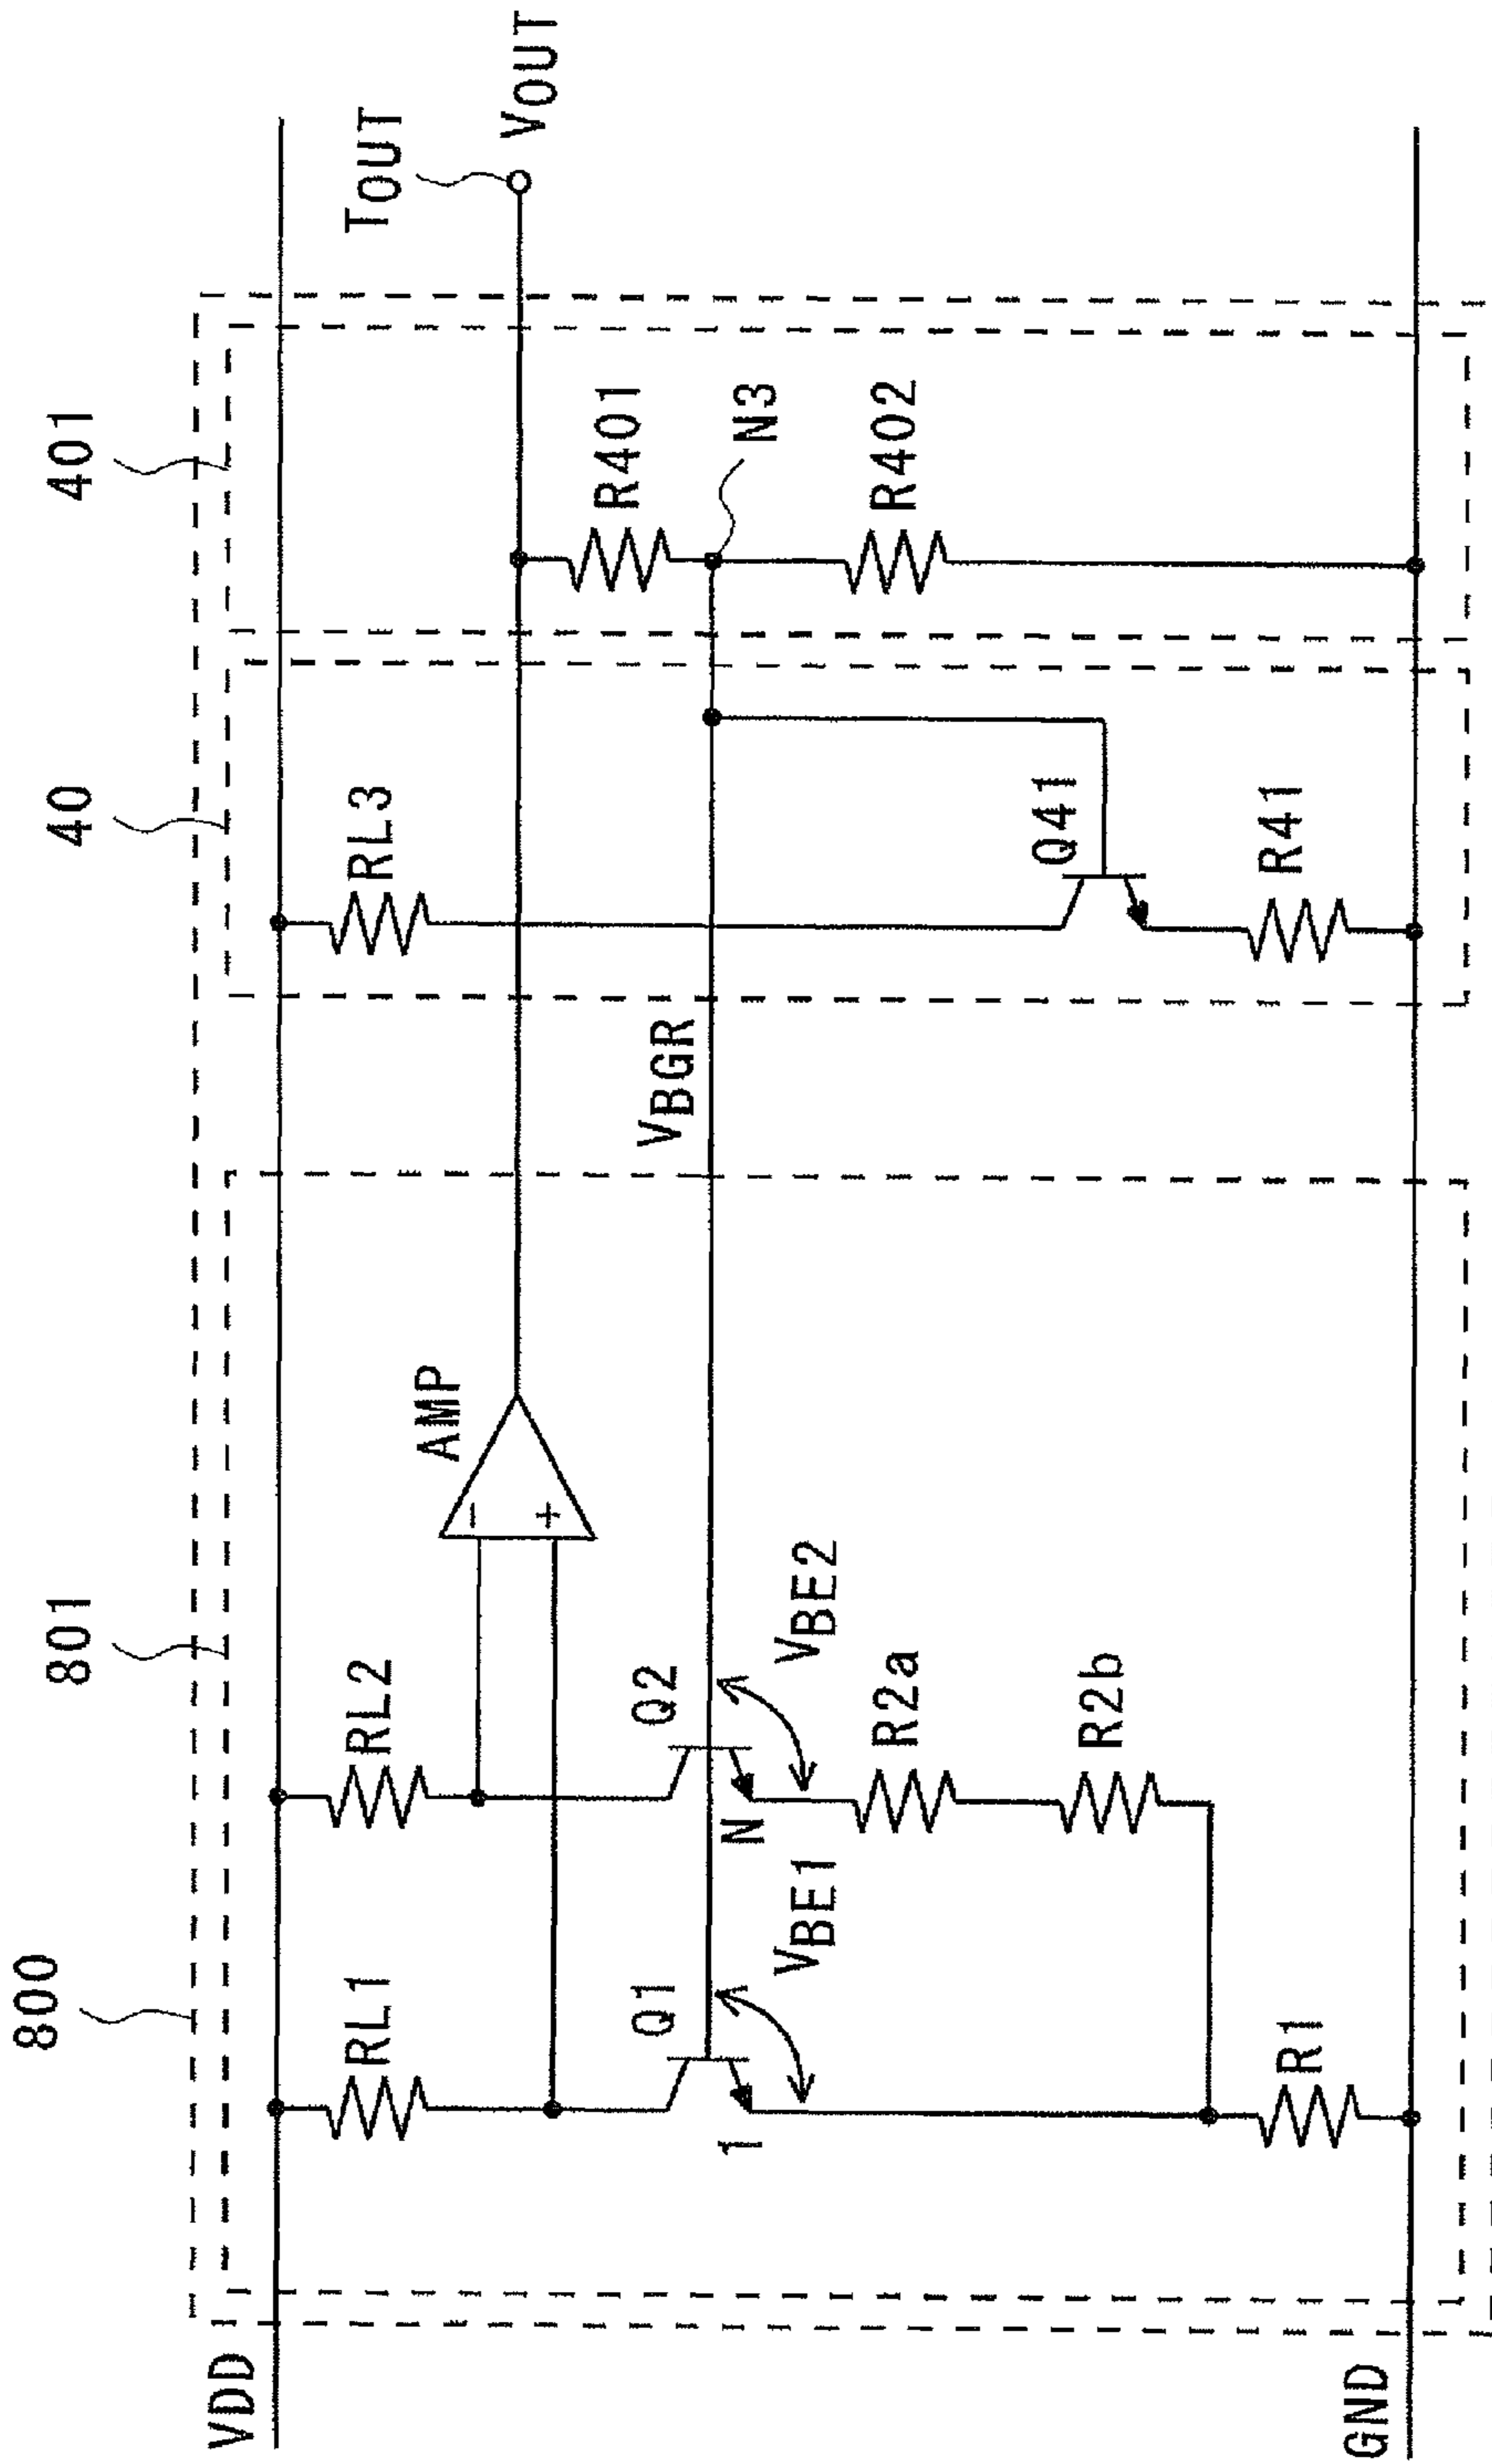 800
801
40
401
VDD
RL1
RL2
RL3
TOUT
VOUT
AMP
−
+
Q1
Q2
VBGR
R401
N3
1
N
VBE1
VBE2
R2a
R2b
R402
Q41
R41
R1
GND